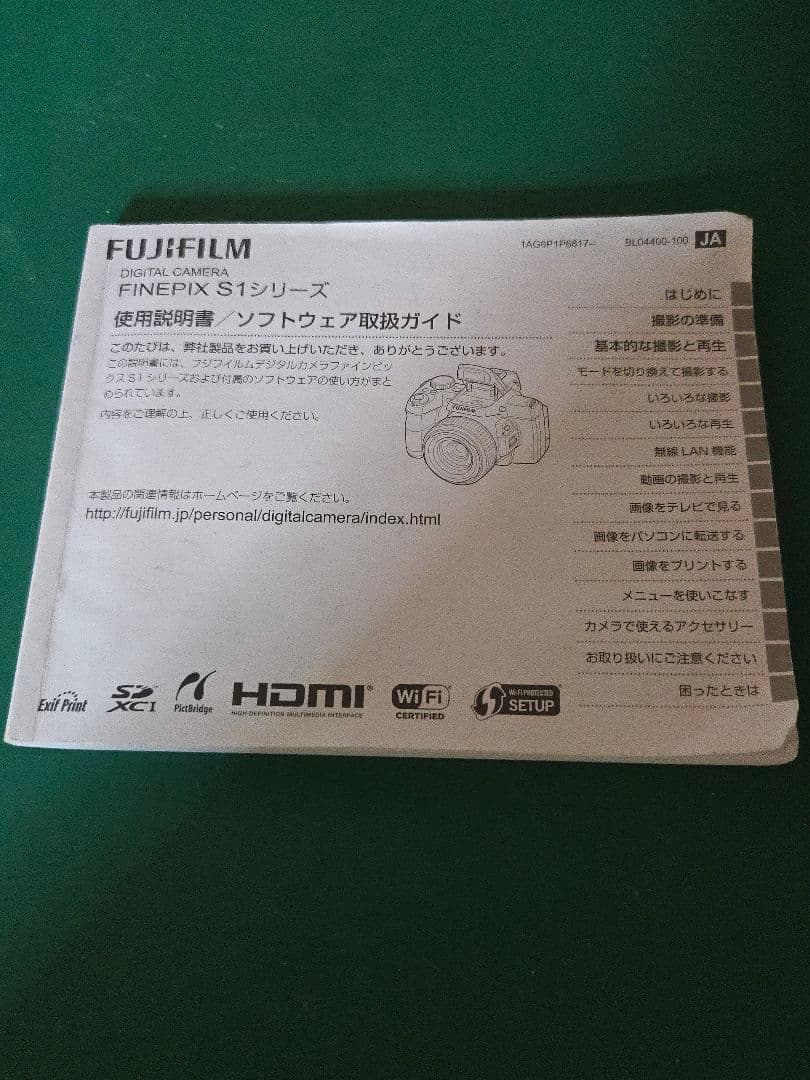 FUJIFILM
DIGITAL CAMERA
FINEPIX S1シリーズ
使用説明書/ソフトウェア取扱ガイド
このたびは、弊社製品をお買い上げいただき、ありがとうございます。
この説明書には、フジフイルムデジタルカメラファインピッ
クスS1シリーズおよび付属のソフトウェアの使い方がまと
められています。
内容をご理解の上、正しくご使用ください。
本製品の関連情報はホームページをご覧ください。
http://fujifilm.jp/personal/digitalcamera/index.html
BL04400-100 JA
はじめに
撮影の準備
基本的な撮影と再生
モードを切り換えて撮影する
いろいろな撮影
いろいろな再生
無線LAN機能
動画の撮影と再生
画像をテレビで見る
画像をパソコンに転送する
画像をプリントする
メニューを使いこなす
カメラで使えるアクセサリー
お取り扱いにご注意ください
困ったときは
FUJIFILM
Exif Print
SD
XC I
PictBridge
HDMI®
HIGH-DEFINITION MULTIMEDIA INTERFACE
Wi Fi
CERTIFIED
Wi-Fi PROTECTED
SETUP